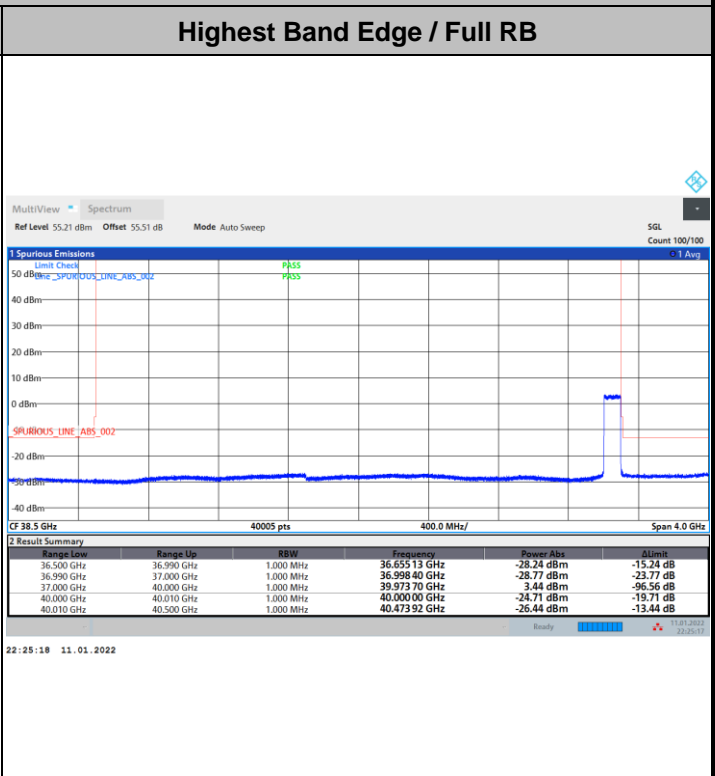 Highest Band Edge / Full RB
MultiView Spectrum
Ref Level 55.21 dBm Offset 55.51 dB Mode Auto Sweep SGL
Count 100/100
1 Spurious Emissions 1 Avg
Limit Check PASS
50 dBm Line _SPURIOUS_LINE_ABS_002 PASS
40 dBm
30 dBm
20 dBm
10 dBm
0 dBm
_SPURIOUS_LINE_ABS_002
-20 dBm
-30 dBm
-40 dBm
CF 38.5 GHz 40005 pts 400.0 MHz/ Span 4.0 GHz
2 Result Summary
Range Low Range Up RBW Frequency Power Abs ΔLimit
36.500 GHz 36.990 GHz 1.000 MHz 36.655 13 GHz -28.24 dBm -15.24 dB
36.990 GHz 37.000 GHz 1.000 MHz 36.998 40 GHz -28.77 dBm -23.77 dB
37.000 GHz 40.000 GHz 1.000 MHz 39.973 70 GHz 3.44 dBm -96.56 dB
40.000 GHz 40.010 GHz 1.000 MHz 40.000 00 GHz -24.71 dBm -19.71 dB
40.010 GHz 40.500 GHz 1.000 MHz 40.473 92 GHz -26.44 dBm -13.44 dB
Ready 11.01.2022
22:25:17
22:25:18 11.01.2022